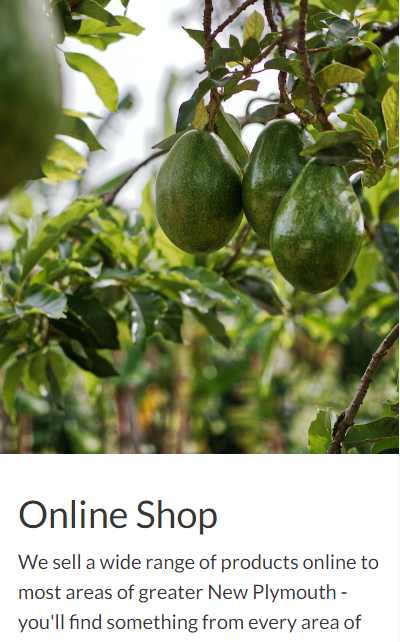 Online Shop
We sell a wide range of products online to
most areas of greater New Plymouth -
you'll find something from every area of